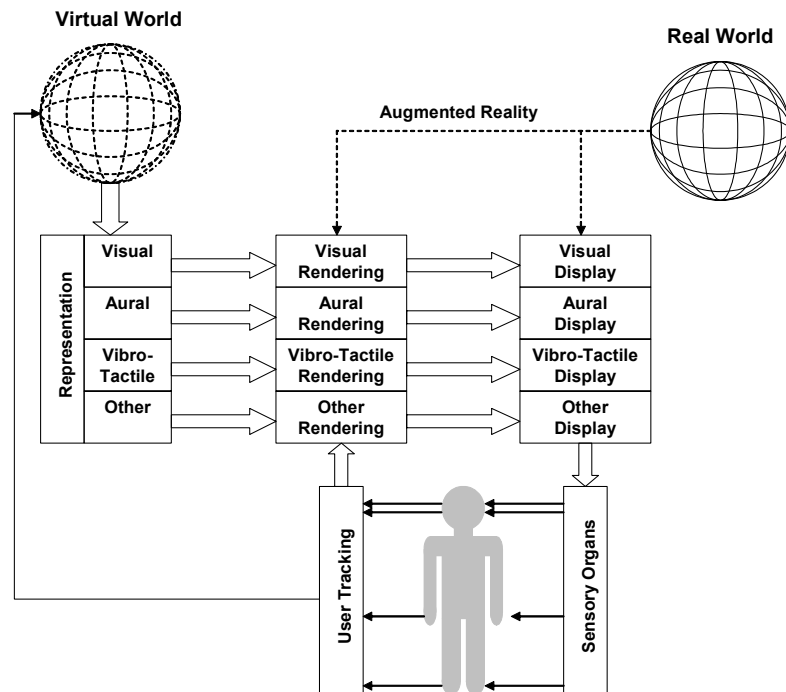 Virtual World
Real World
Augmented Reality
Representation
Visual
Aural
Vibro-
Tactile
Other
Visual
Rendering
Aural
Rendering
Vibro-Tactile
Rendering
Other
Rendering
Visual
Display
Aural
Display
Vibro-Tactile
Display
Other
Display
User Tracking
Sensory Organs